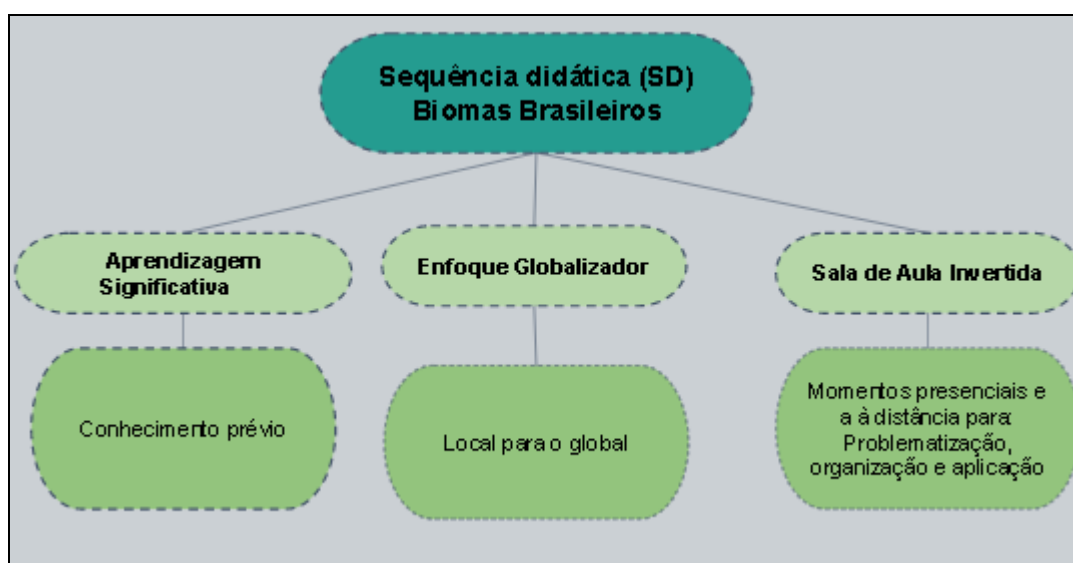 Sequência didática (SD)
Biomas Brasileiros
Aprendizagem
Significativa
Enfoque Globalizador
Sala de Aula Invertida
Conhecimento prévio
Local para o global
Momentos presenciais e
a à distância para:
Problematização,
organização e aplicação